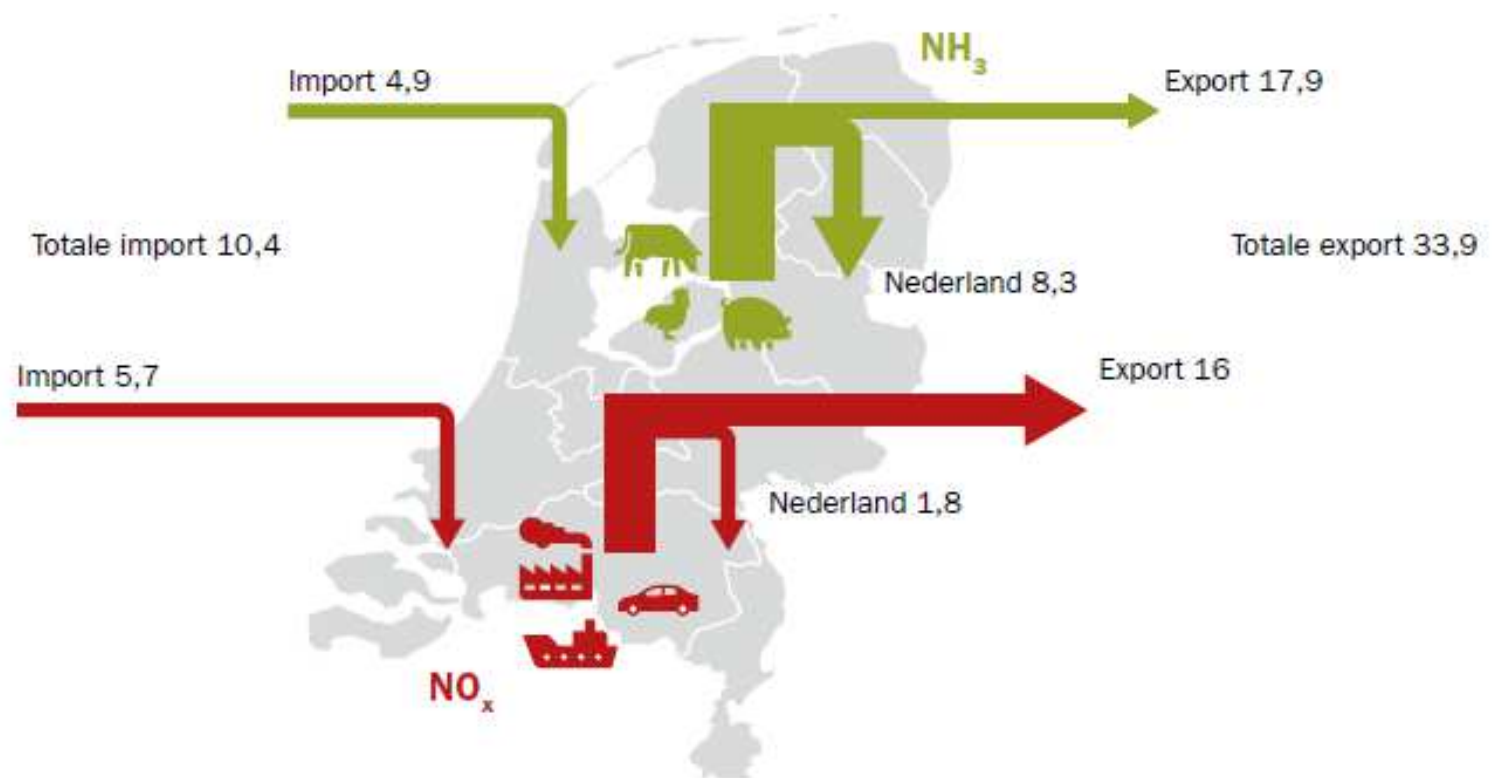 NH₃
Import 4,9
Export 17,9
Totale import 10,4
Totale export 33,9
Nederland 8,3
Import 5,7
Export 16
Nederland 1,8
NOₓ